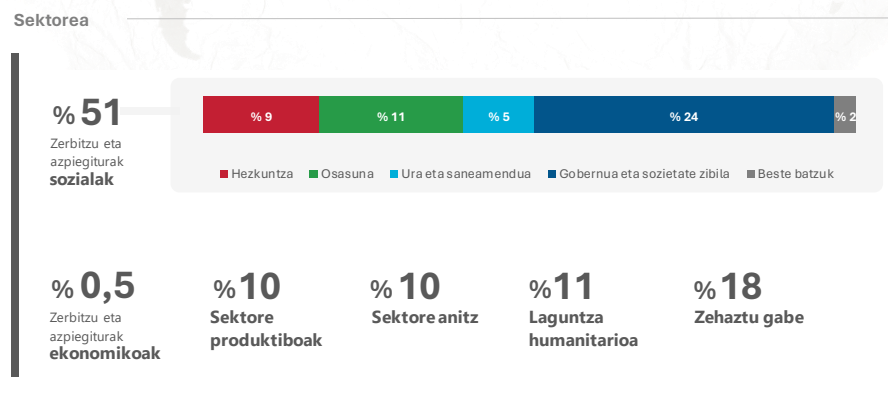 Sektorea
% 51
Zerbitzu eta
azpiegiturak
sozialak
% 9
% 11
% 5
% 24
% 2
Hezkuntza
Osasuna
Ura eta saneamendua
Gobernua eta sozietate zibila
Beste batzuk
% 0,5
Zerbitzu eta
azpiegiturak
ekonomikoak
% 10
Sektore
produktiboak
% 10
Sektore anitz
% 11
Laguntza
humanitarioa
% 18
Zehaztu gabe